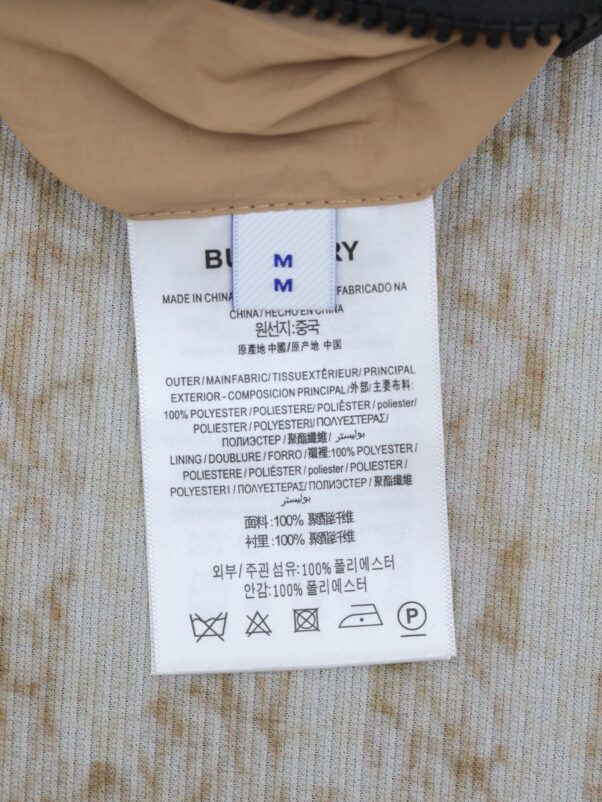 BU RY
M
M
MADE IN CHINA FABRICADO NA
CHINA/HECHO EN CHINA
원산지:중국
原產地 中國/原产地 中国
OUTER/MAINFABRIC/TISSUEXTÉRIEUR/PRINCIPAL
EXTERIOR - COMPOSICION PRINCIPAL/外部/主要布料:
100% POLYESTER/POLIESTERE/POLIÉSTER/poliester/
POLIESTER/POLYESTERI/ΠΟΛΥΕΣΤΕΡΑΣ/
ПОЛИЭСТЕР/聚酯纖維/بوليستر
LINING/DOUBLURE/FORRO/襯裡:100% POLYESTER/
POLIESTERE/POLIÉSTER/poliester/POLIESTER/
POLYESTERI/ΠΟΛΥΕΣΤΕΡΑΣ/ПОЛИЭСТЕР/聚酯纖維
بوليستر
面料:100% 聚酯纤维
衬里:100% 聚酯纤维
외부/주관 섬유:100% 폴리에스터
안감:100% 폴리에스터
P